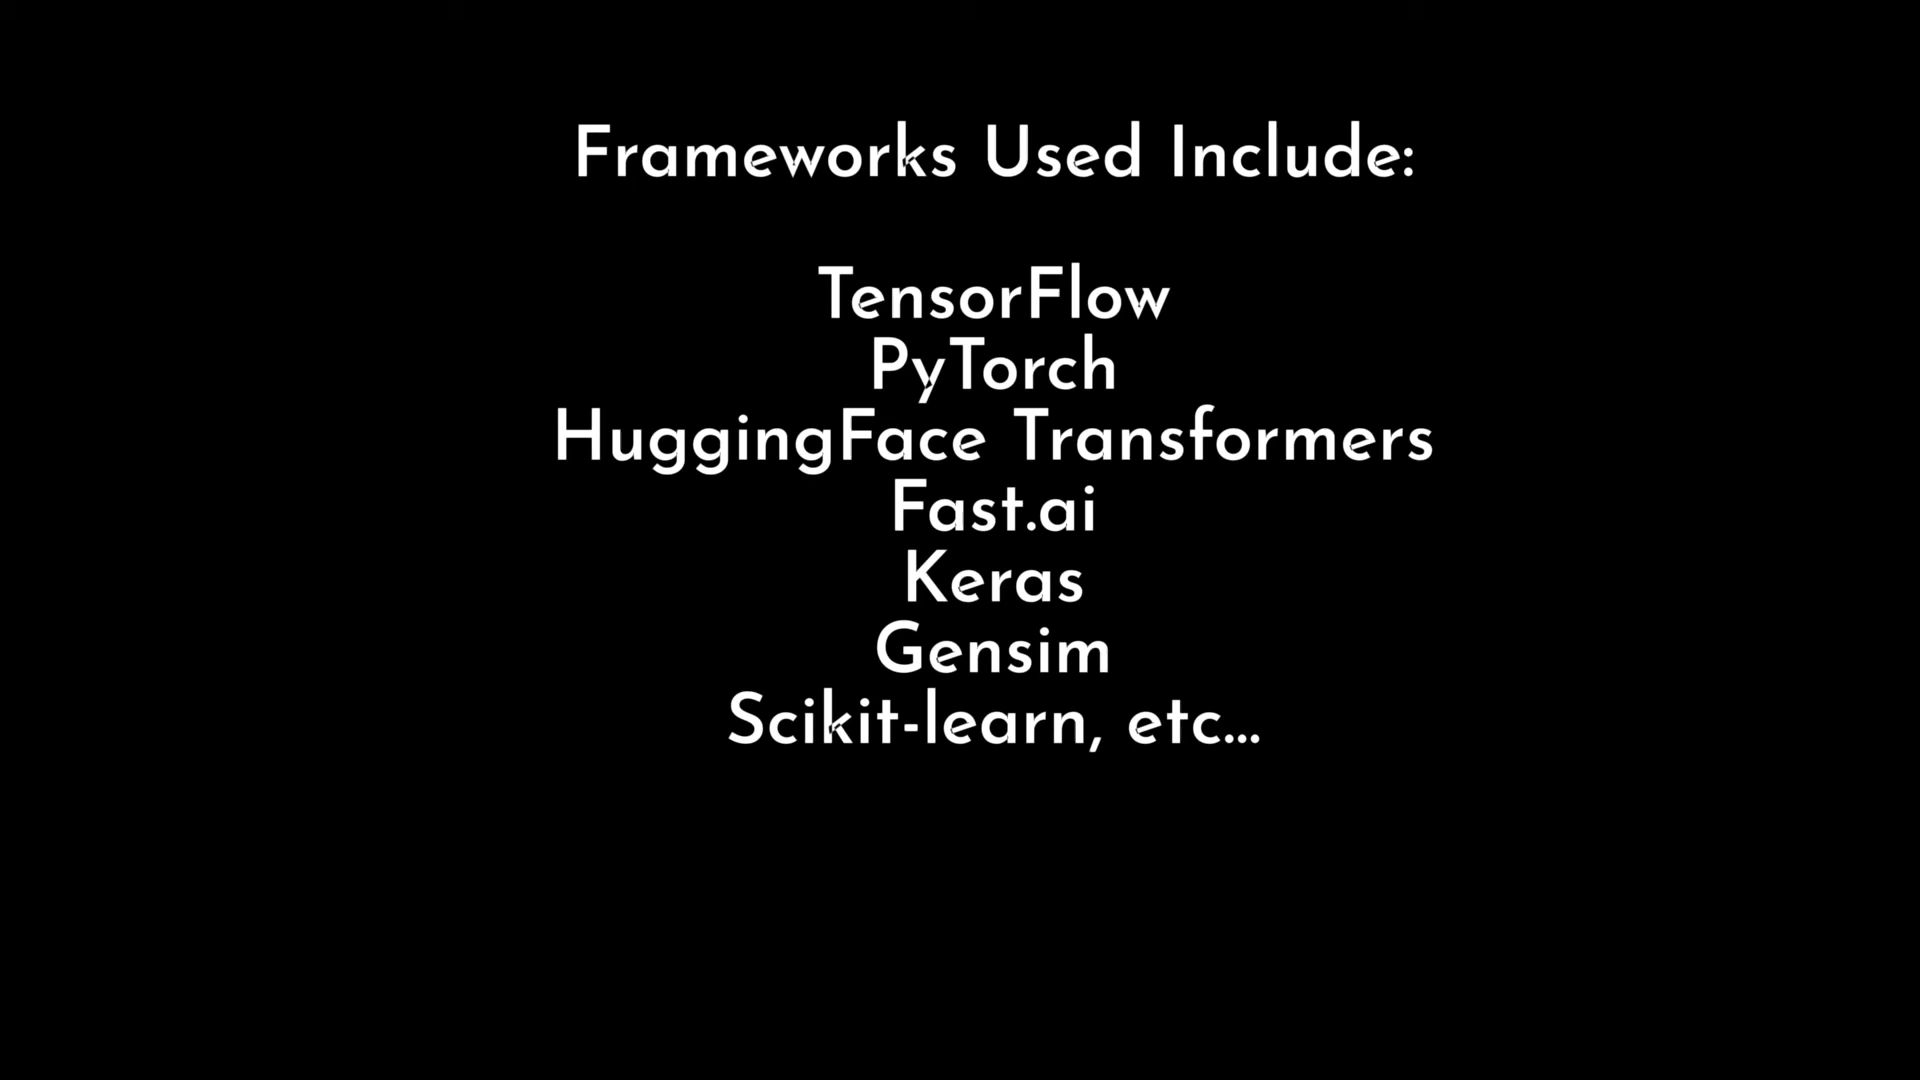 Frameworks Used Include:
TensorFlow
PyTorch
HuggingFace Transformers
Fast.ai
Keras
Gensim
Scikit-learn, etc...